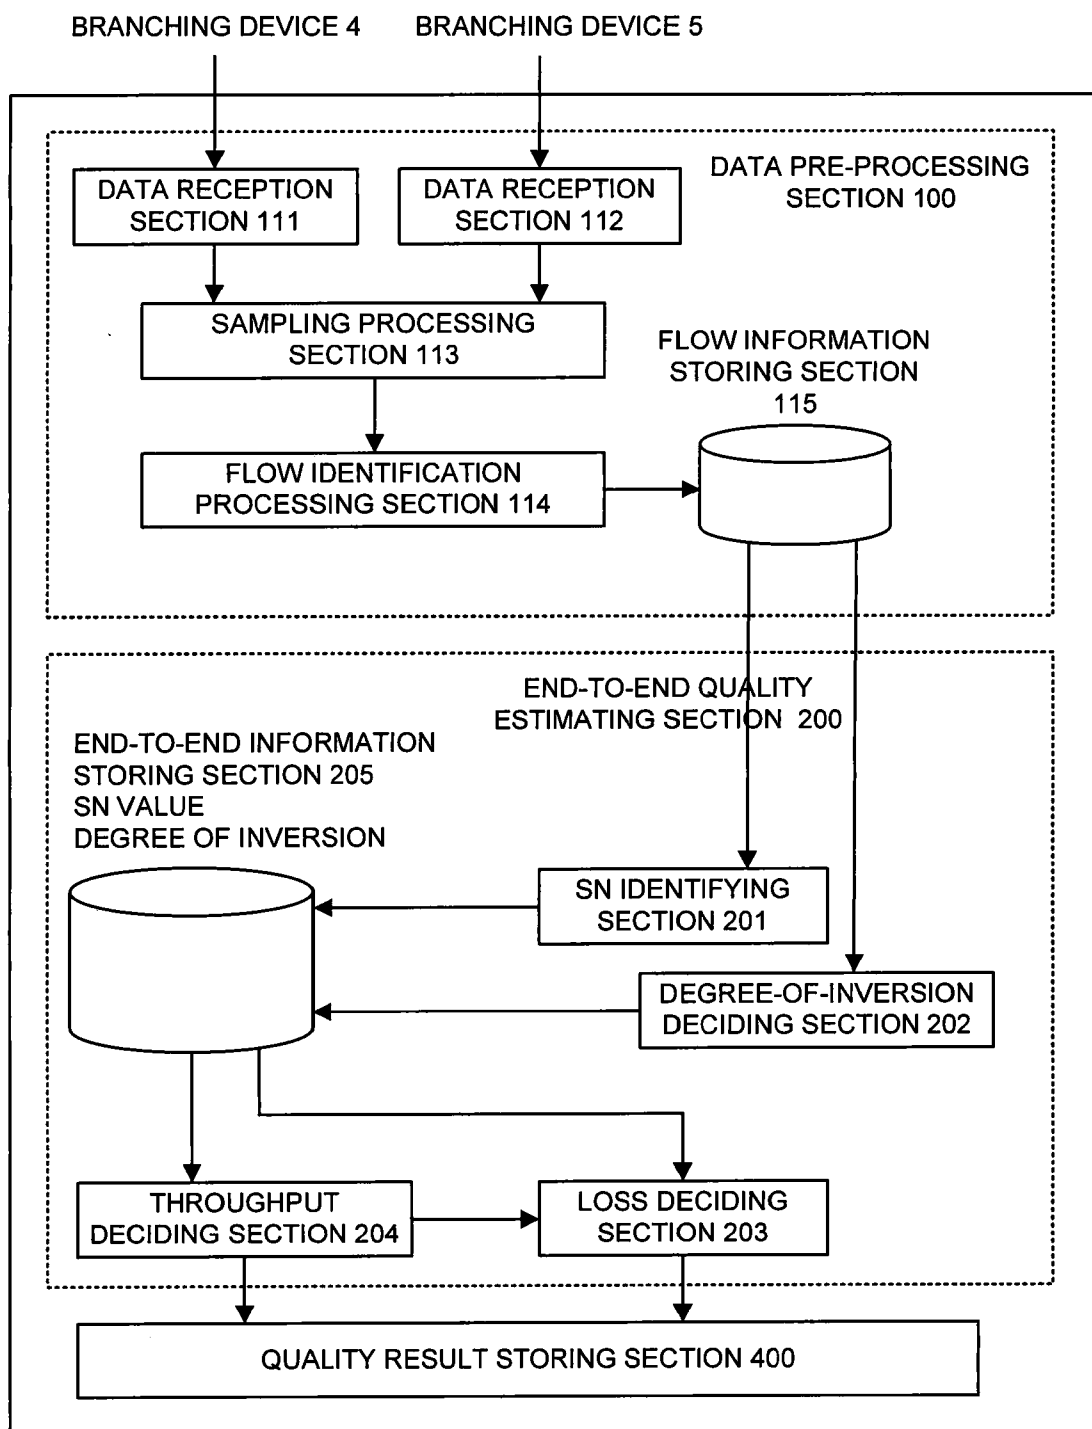 BRANCHING DEVICE 4
BRANCHING DEVICE 5
DATA PRE-PROCESSING
SECTION 100
DATA RECEPTION
SECTION 111
DATA RECEPTION
SECTION 112
SAMPLING PROCESSING
SECTION 113
FLOW INFORMATION
STORING SECTION
115
FLOW IDENTIFICATION
PROCESSING SECTION 114
END-TO-END QUALITY
ESTIMATING SECTION 200
END-TO-END INFORMATION
STORING SECTION 205
SN VALUE
DEGREE OF INVERSION
SN IDENTIFYING
SECTION 201
DEGREE-OF-INVERSION
DECIDING SECTION 202
THROUGHPUT
DECIDING SECTION 204
LOSS DECIDING
SECTION 203
QUALITY RESULT STORING SECTION 400